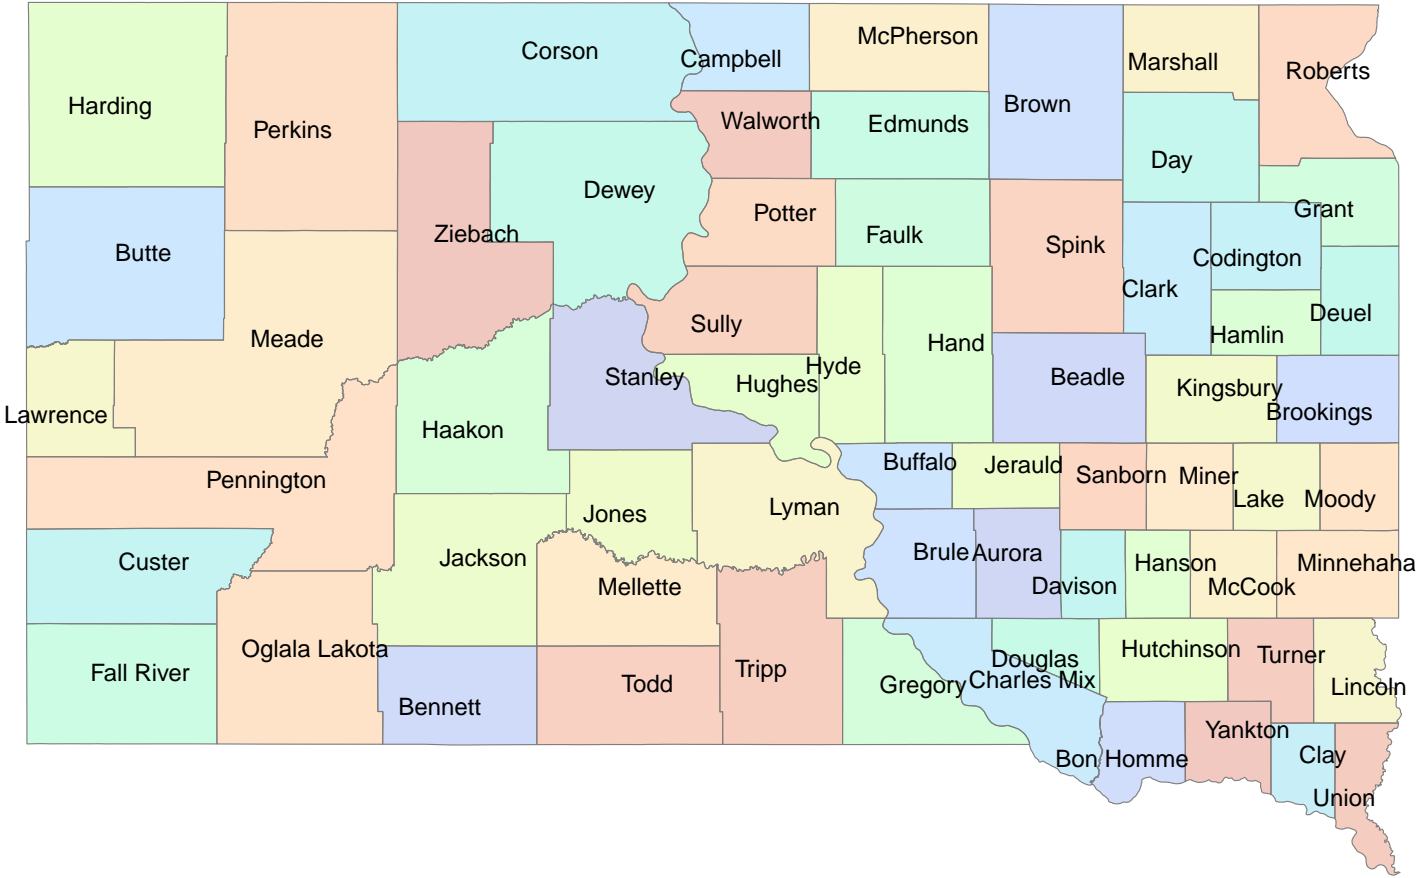 McPherson
Corson
Campbell
Marshall
Roberts
Harding
Brown
Perkins
Walworth
Edmunds
Day
Dewey
Grant
Potter
Ziebach
Faulk
Spink
Butte
Codington
Clark
Deuel
Sully
Hamlin
Meade
Hand
Hyde
Stanley
Beadle
Hughes
Kingsbury
Brookings
Lawrence
Haakon
Buffalo
Jerauld
Sanborn
Miner
Pennington
Lake
Moody
Lyman
Jones
Brule
Aurora
Jackson
Custer
Hanson
Minnehaha
Davison
McCook
Mellette
Oglala Lakota
Hutchinson
Turner
Douglas
Tripp
Fall River
Charles Mix
Todd
Gregory
Lincoln
Bennett
Yankton
Clay
Bon Homme
Union